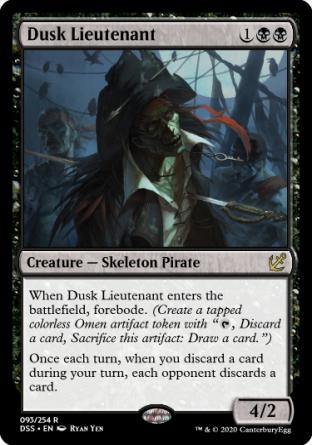 Dusk Lieutenant 1
Creature — Skeleton Pirate
When Dusk Lieutenant enters the
battlefield, forebode. (Create a tapped
colorless Omen artifact token with “, Discard
a card, Sacrifice this artifact: Draw a card.”)
Once each turn, when you discard a card
during your turn, each opponent discards a
card.
4/2
093/254 R
DSS • EN Ryan Yen
™ & © 2020 CanterburyEgg